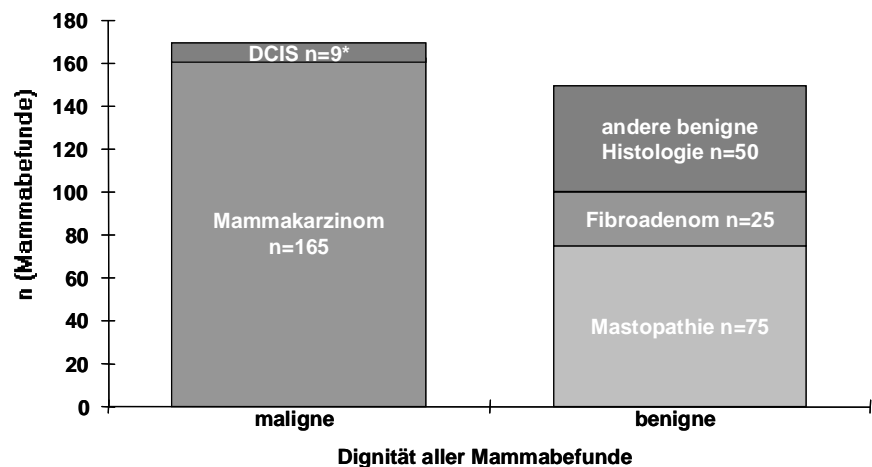 n (Mammabefunde)
180
160
140
120
100
80
60
40
20
0
DCIS n=9*
Mammakarzinom
n=165
andere benigne
Histologie n=50
Fibroadenom n=25
Mastopathie n=75
maligne
benigne
Dignität aller Mammabefunde